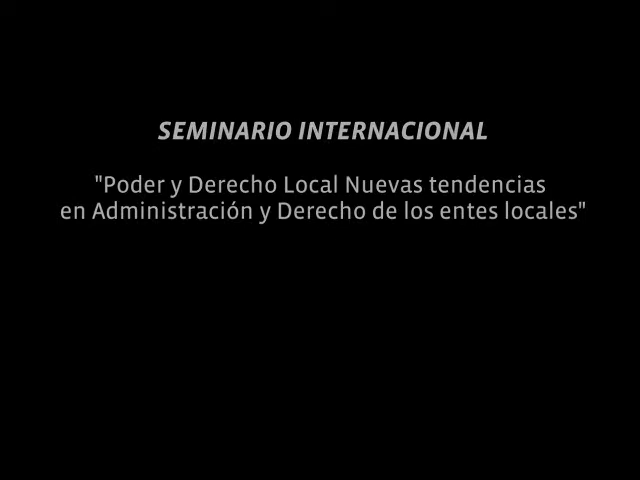 SEMINARIO INTERNACIONAL
"Poder y Derecho Local Nuevas tendencias
en Administración y Derecho de los entes locales"